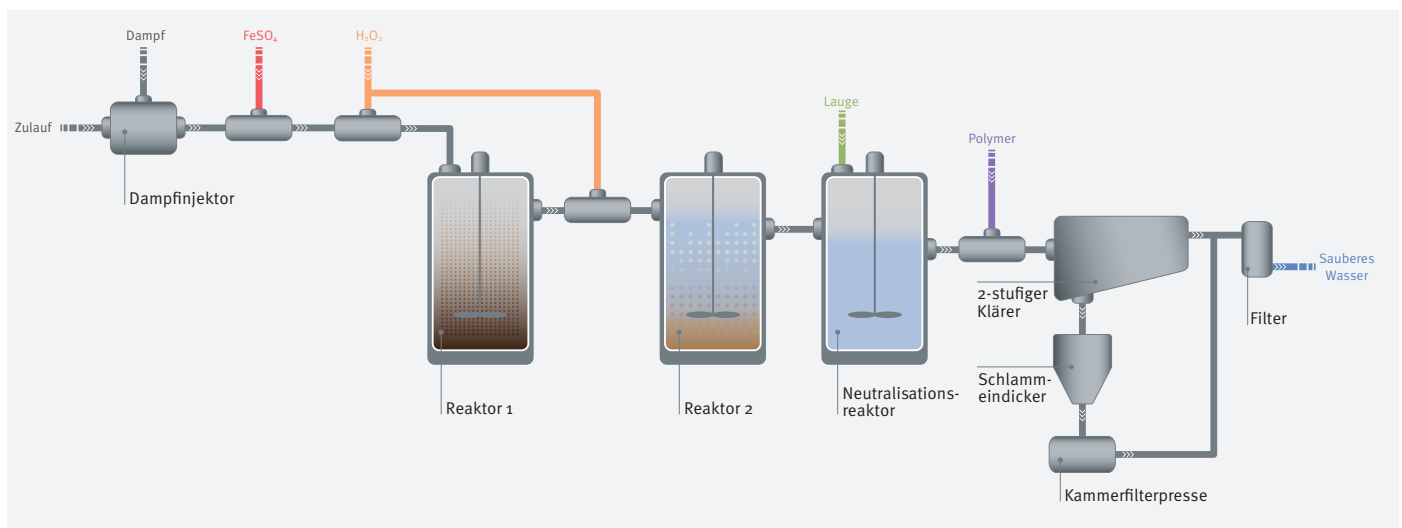 Dampf
FeSO₄
H₂O₂
Zulauf
Dampfinjektor
Lauge
Polymer
Reaktor 1
Reaktor 2
Neutralisations-
reaktor
2-stufiger
Klärer
Sauberes
Wasser
Filter
Schlamm-
eindicker
Kammerfilterpresse